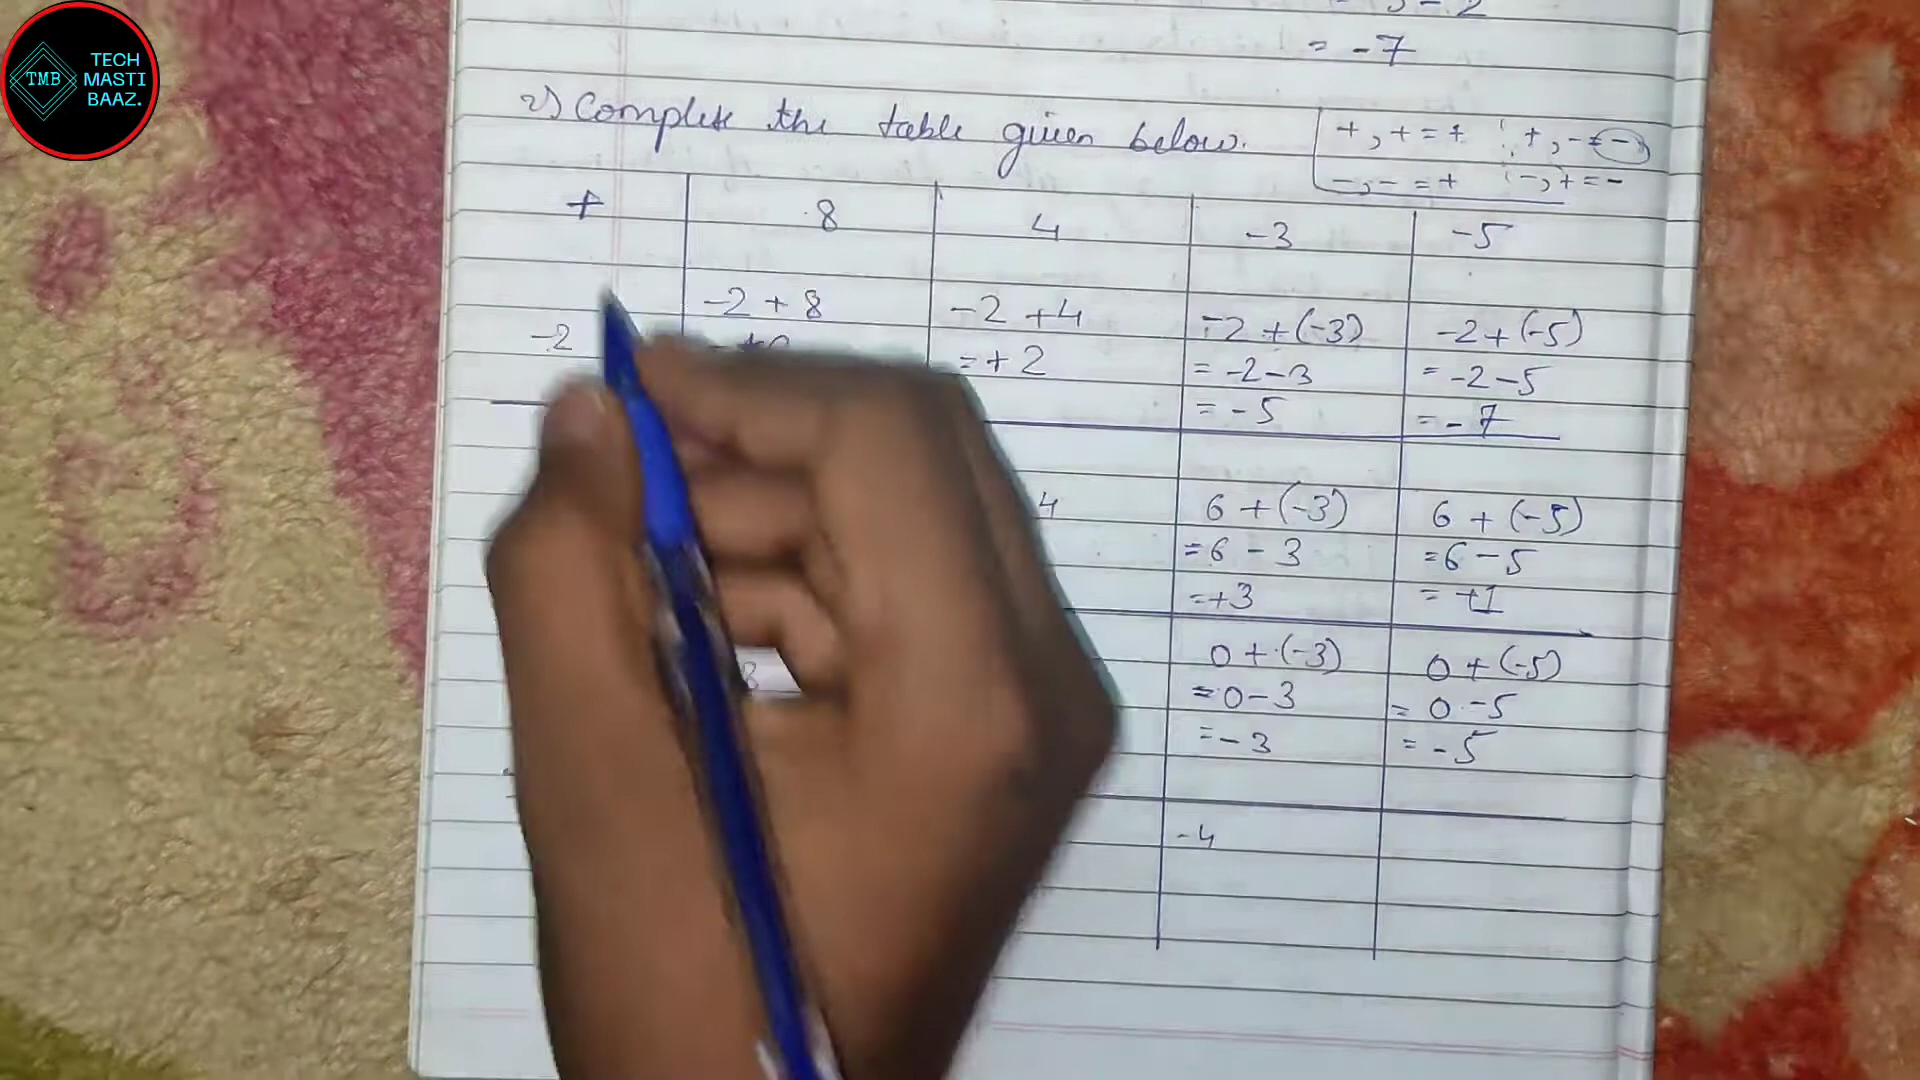 TECH
MASTI
TMB
BAAZ.
= -7
2) Complete the table given below.
+, + = + +, - = -
-, - = + -, + = -
+ 8 4 -3 -5
-2 + 8 -2 + 4 -2 + (-3) -2 + (-5)
-2 = + 2 = -2 - 3 = -2 - 5
= -5 = -7
4 6 + (-3) 6 + (-5)
= 6 - 3 = 6 - 5
= +3 = +1
0 + (-3) 0 + (-5)
8 = 0 - 3 = 0 - 5
= -3 = -5
-4